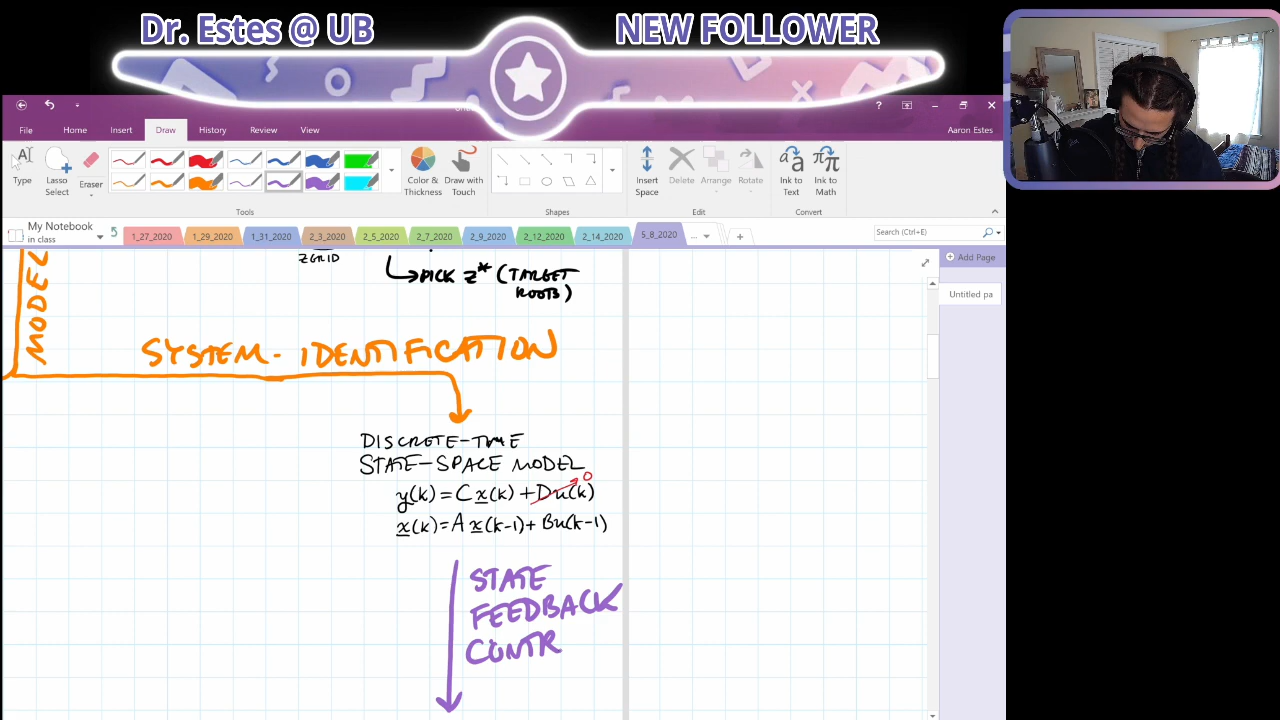 Dr. Estes @ UB
NEW FOLLOWER
Aaron Estes
File
Home
Insert
Draw
History
Review
View
Type
Lasso
Select
Eraser
Color &
Thickness
Draw with
Touch
Insert
Space
Delete
Arrange
Rotate
Ink to
Text
Ink to
Math
Tools
Shapes
Edit
Convert
My Notebook
in class
1_27_2020
1_29_2020
1_31_2020
2_3_2020
2_5_2020
2_7_2020
2_9_2020
2_12_2020
2_14_2020
5_8_2020
...
Search (Ctrl+E)
Add Page
Untitled pa
MODEL
ZGRID
PICK Z* (TARGET
ROOTS)
SYSTEM-IDENTIFICATION
DISCRETE-TIME
STATE-SPACE MODEL
y(k) = C x(k) + Du(k) 0
x(k) = A x(k-1) + Bu(k-1)
STATE
FEEDBACK
CONTR